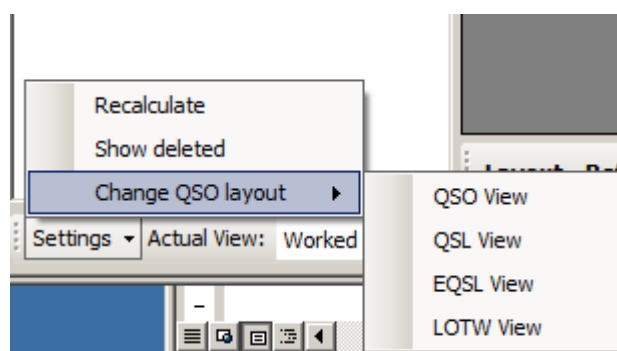 Recalculate
Show deleted
Change QSO layout
QSO View
QSL View
EQSL View
LOTW View
Settings Actual View: Worked